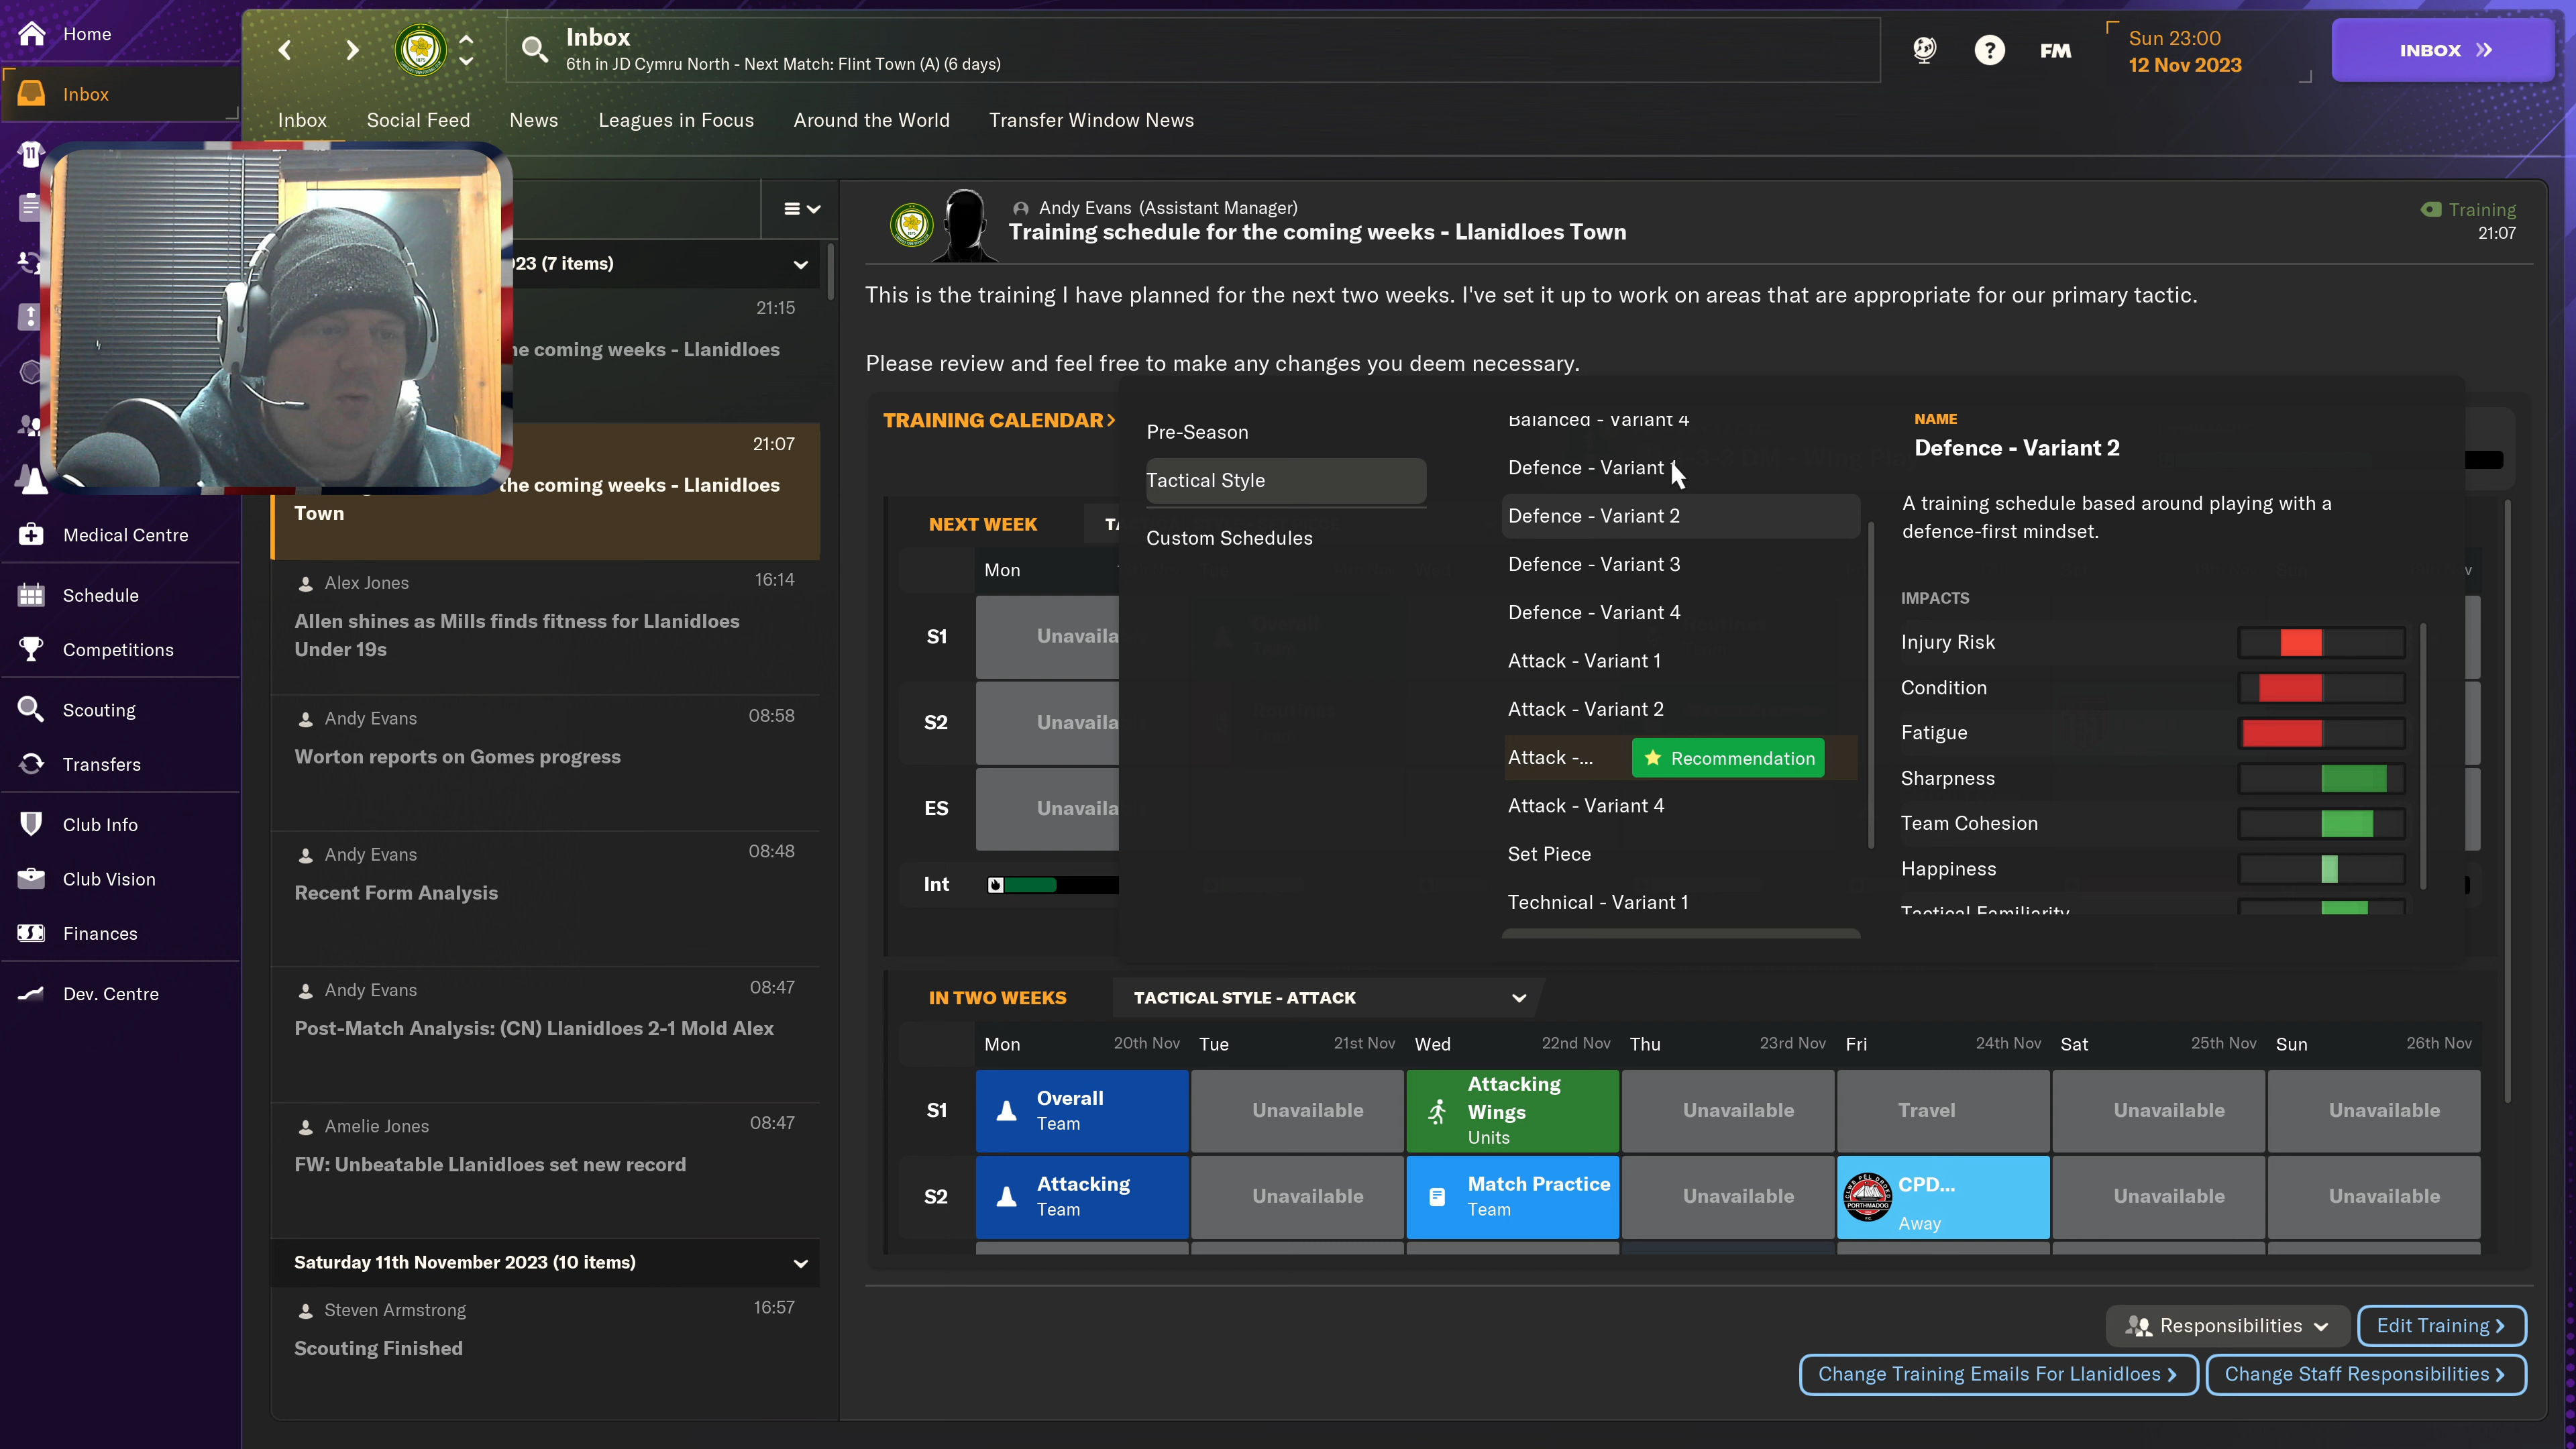 Home
Inbox
Medical Centre
Schedule
Competitions
Scouting
Transfers
Club Info
Club Vision
Finances
Dev. Centre
Inbox
6th in JD Cymru North - Next Match: Flint Town (A) (6 days)
FM
Sun 23:00
12 Nov 2023
INBOX
Inbox
Social Feed
News
Leagues in Focus
Around the World
Transfer Window News
23 (7 items)
21:15
coming weeks - Llanidloes
21:07
the coming weeks - Llanidloes
Town
Alex Jones
16:14
Allen shines as Mills finds fitness for Llanidloes
Under 19s
Andy Evans
08:58
Worton reports on Gomes progress
Andy Evans
08:48
Recent Form Analysis
Andy Evans
08:47
Post-Match Analysis: (CN) Llanidloes 2-1 Mold Alex
Amelie Jones
08:47
FW: Unbeatable Llanidloes set new record
Saturday 11th November 2023 (10 items)
Steven Armstrong
16:57
Scouting Finished
Andy Evans (Assistant Manager)
Training schedule for the coming weeks - Llanidloes Town
Training
21:07
This is the training I have planned for the next two weeks. I've set it up to work on areas that are appropriate for our primary tactic.
Please review and feel free to make any changes you deem necessary.
TRAINING CALENDAR
NEXT WEEK
Mon
S1
Unavaila
S2
Unavaila
ES
Unavaila
Int
Pre-Season
Tactical Style
Custom Schedules
Balanced - Variant 4
Defence - Variant
Defence - Variant 2
Defence - Variant 3
Defence - Variant 4
Attack - Variant 1
Attack - Variant 2
Attack -...
Recommendation
Attack - Variant 4
Set Piece
Technical - Variant 1
NAME
Defence - Variant 2
A training schedule based around playing with a
defence-first mindset.
IMPACTS
Injury Risk
Condition
Fatigue
Sharpness
Team Cohesion
Happiness
Tactical Familiarity
IN TWO WEEKS
TACTICAL STYLE - ATTACK
Mon 20th Nov Tue 21st Nov Wed 22nd Nov Thu 23rd Nov Fri 24th Nov Sat 25th Nov Sun 26th Nov
S1
Overall
Team
Unavailable
Attacking
Wings
Units
Unavailable
Travel
Unavailable
Unavailable
S2
Attacking
Team
Unavailable
Match Practice
Team
Unavailable
CPD...
Away
Unavailable
Unavailable
Responsibilities
Edit Training
Change Training Emails For Llanidloes
Change Staff Responsibilities